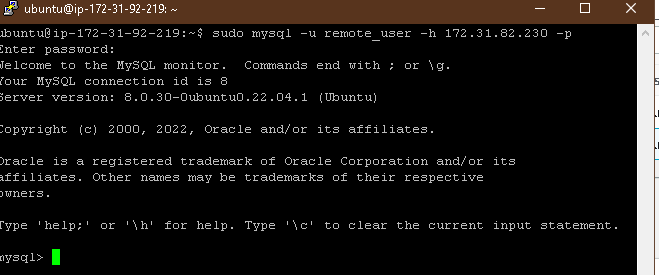 ubuntu@ip-172-31-92-219: ~
ubuntu@ip-172-31-92-219:~$ sudo mysql -u remote_user -h 172.31.82.230 -p
Enter password:
Welcome to the MySQL monitor.  Commands end with ; or \g.
Your MySQL connection id is 8
Server version: 8.0.30-0ubuntu0.22.04.1 (Ubuntu)
Copyright (c) 2000, 2022, Oracle and/or its affiliates.
Oracle is a registered trademark of Oracle Corporation and/or its
affiliates. Other names may be trademarks of their respective
owners.
Type 'help;' or '\h' for help. Type '\c' to clear the current input statement.
mysql>